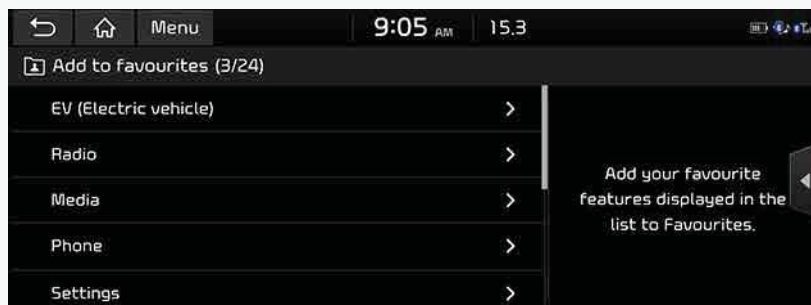 Menu
9:05 AM
15.3
Add to favourites (3/24)
EV (Electric vehicle)
Radio
Media
Phone
Settings
Add your favourite
features displayed in the
list to Favourites.